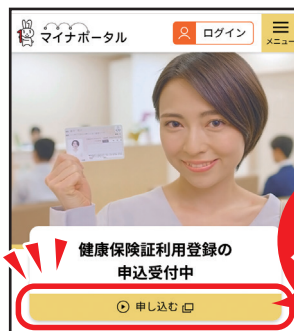 マイナポータル
ログイン
メニュー
健康保険証利用登録の
申込受付中
申し込む